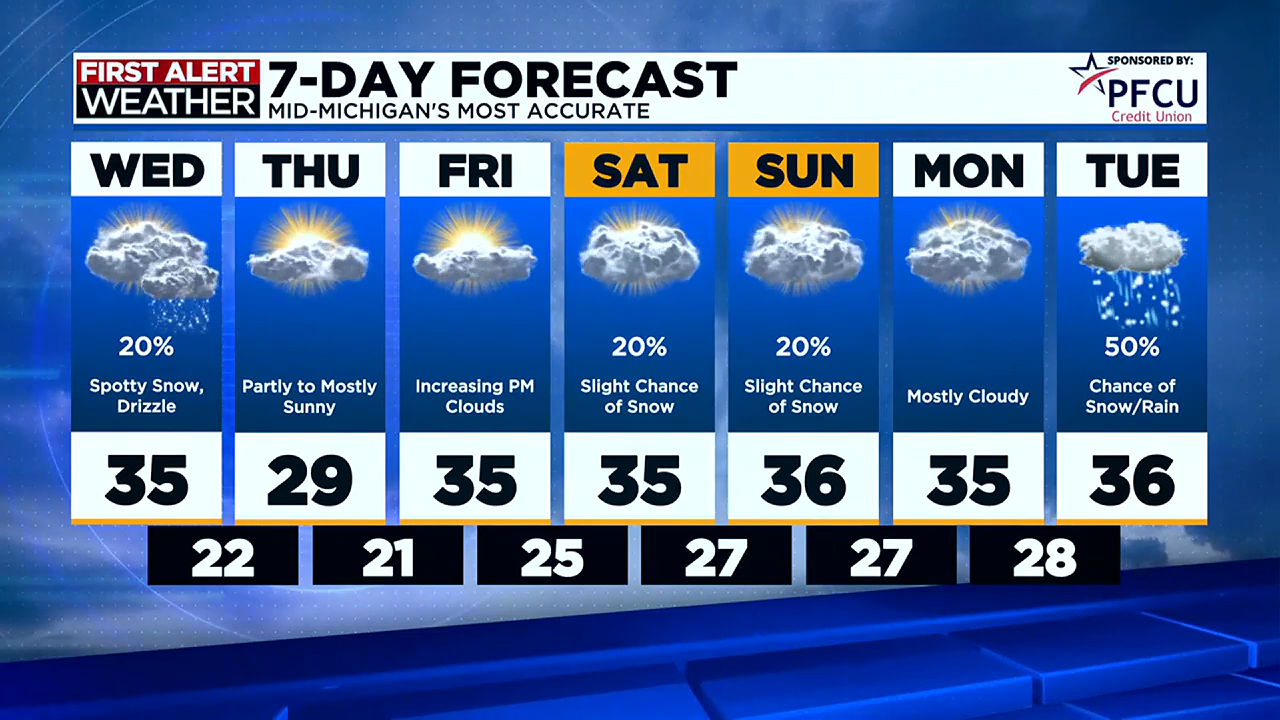 FIRST ALERT
WEATHER
7-DAY FORECAST
MID-MICHIGAN'S MOST ACCURATE
SPONSORED BY:
PFCU
Credit Union
WED
THU
FRI
SAT
SUN
MON
TUE
20%
20%
20%
50%
Spotty Snow,
Drizzle
Partly to Mostly
Sunny
Increasing PM
Clouds
Slight Chance
of Snow
Slight Chance
of Snow
Mostly Cloudy
Chance of
Snow/Rain
35
29
35
35
36
35
36
22
21
25
27
27
28